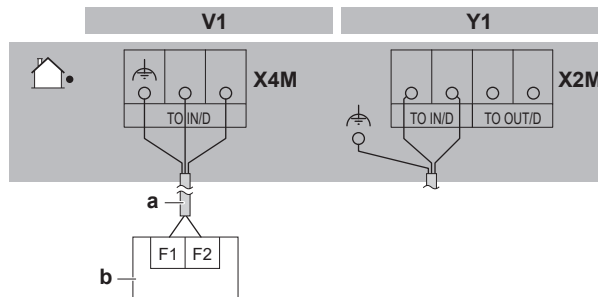 V1 Y1
X4M X2M
TO IN/D TO IN/D TO OUT/D
a
F1 F2
b